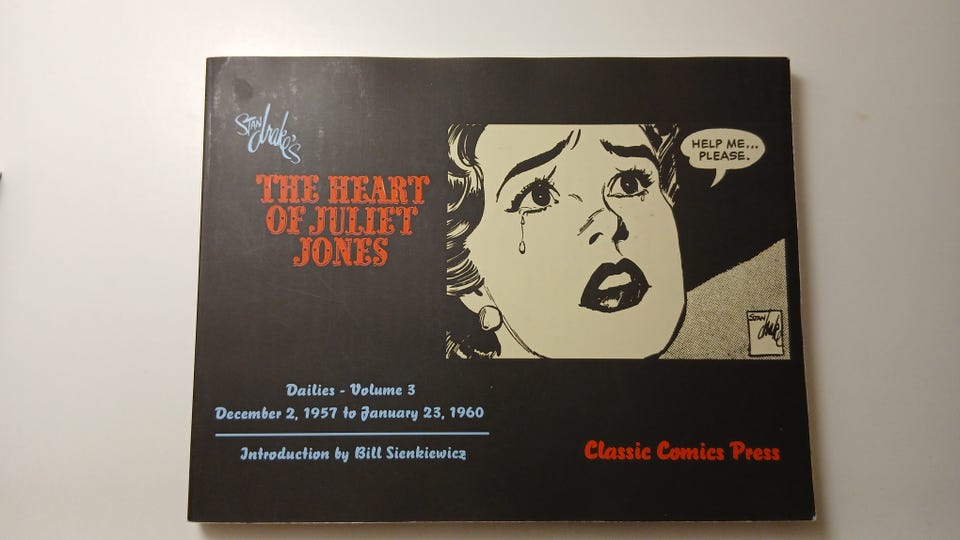 Stan Drake's
THE HEART
OF JULIET
JONES
HELP ME...
PLEASE.
Stan Drake
Dailies - Volume 3
December 2, 1957 to January 23, 1960
Introduction by Bill Sienkiewicz
Classic Comics Press